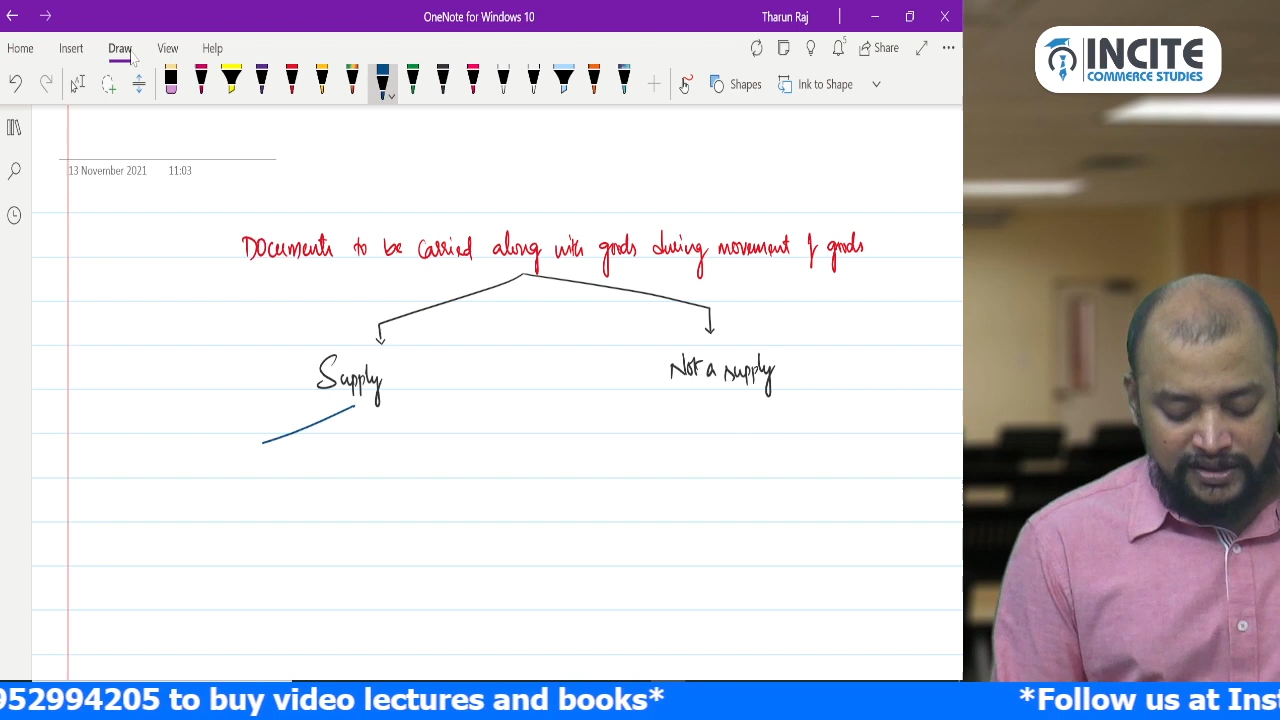 OneNote for Windows 10
Tharun Raj
Home Insert Draw View Help
5
Share
Shapes
Ink to Shape
INCITE
COMMERCE STUDIES
13 November 2021 11:03
Documents to be carried along with goods during movement of goods
Supply
Not a supply
952994205 to buy video lectures and books* *Follow us at Inst